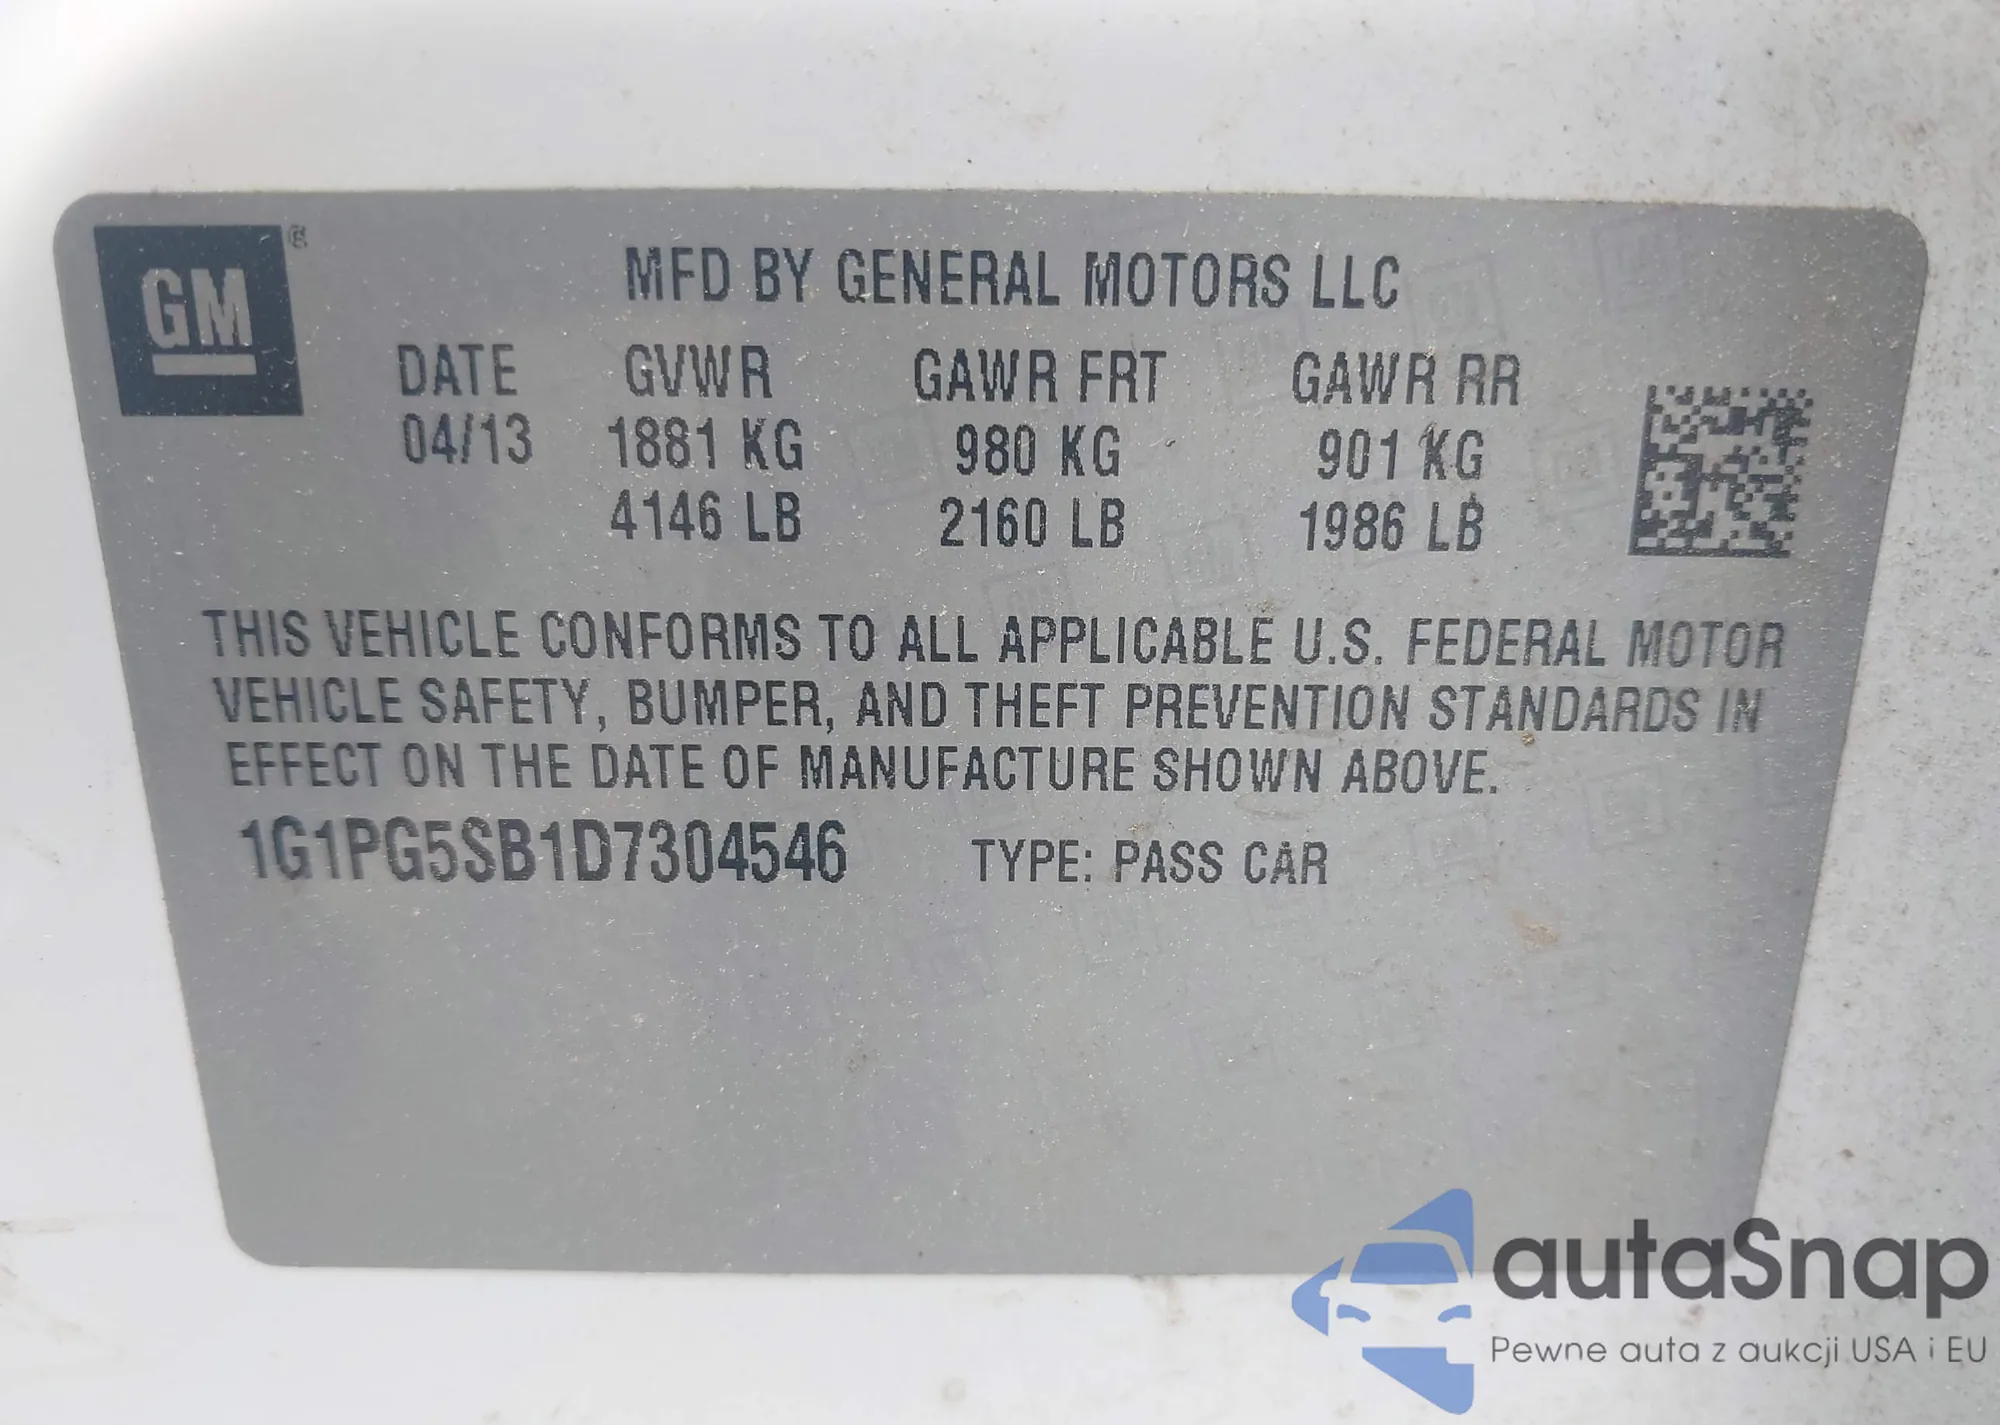 GM ®
MFD BY GENERAL MOTORS LLC
DATE GVWR GAWR FRT GAWR RR
04/13 1881 KG 980 KG 901 KG
4146 LB 2160 LB 1986 LB
THIS VEHICLE CONFORMS TO ALL APPLICABLE U.S. FEDERAL MOTOR
VEHICLE SAFETY, BUMPER, AND THEFT PREVENTION STANDARDS IN
EFFECT ON THE DATE OF MANUFACTURE SHOWN ABOVE.
1G1PG5SB1D7304546 TYPE: PASS CAR
autaSnap
Pewne auta z aukcji USA i EU